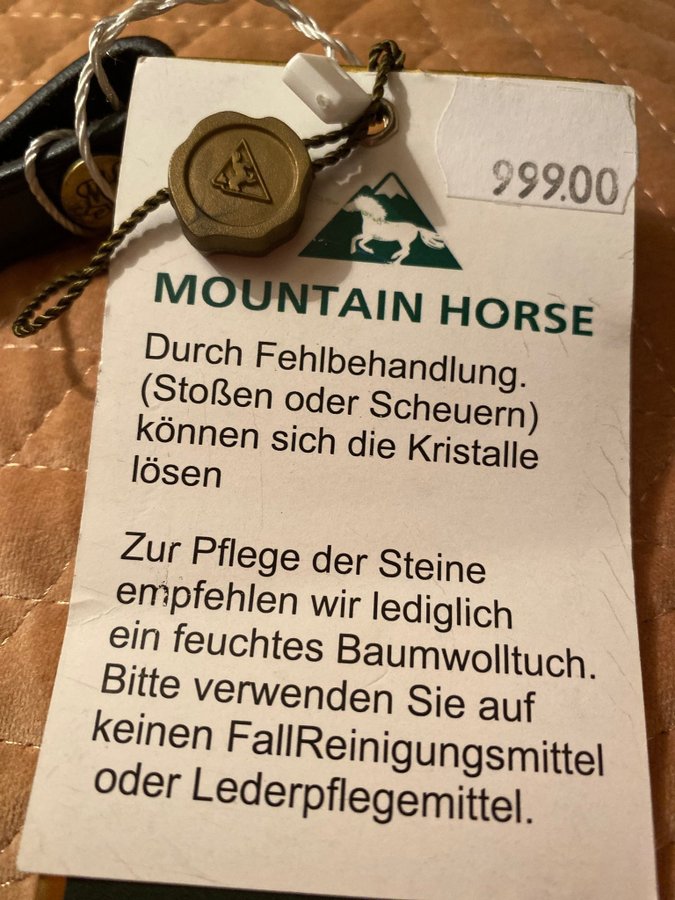 999.00
MOUNTAIN HORSE
Durch Fehlbehandlung.
(Stoßen oder Scheuern)
können sich die Kristalle
lösen
Zur Pflege der Steine
empfehlen wir lediglich
ein feuchtes Baumwolltuch.
Bitte verwenden Sie auf
keinen FallReinigungsmittel
oder Lederpflegemittel.